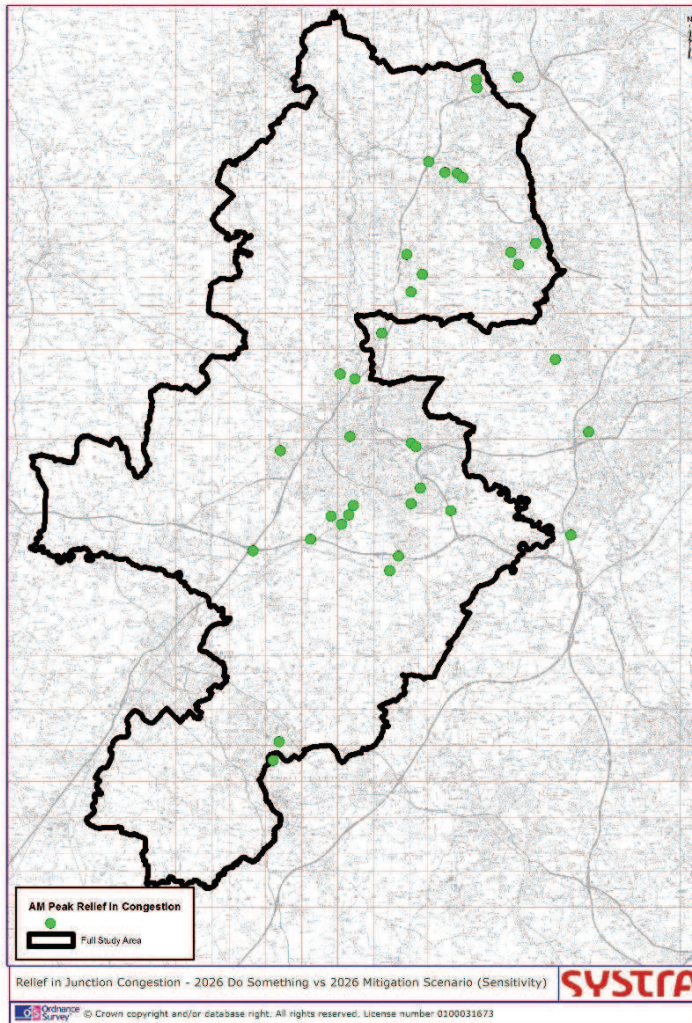 N
AM Peak Relief in Congestion
Full Study Area
Relief in Junction Congestion - 2026 Do Something vs 2026 Mitigation Scenario (Sensitivity)
SYSTRA
Ordnance
Survey
© Crown copyright and/or database right. All rights reserved. License number 0100031673